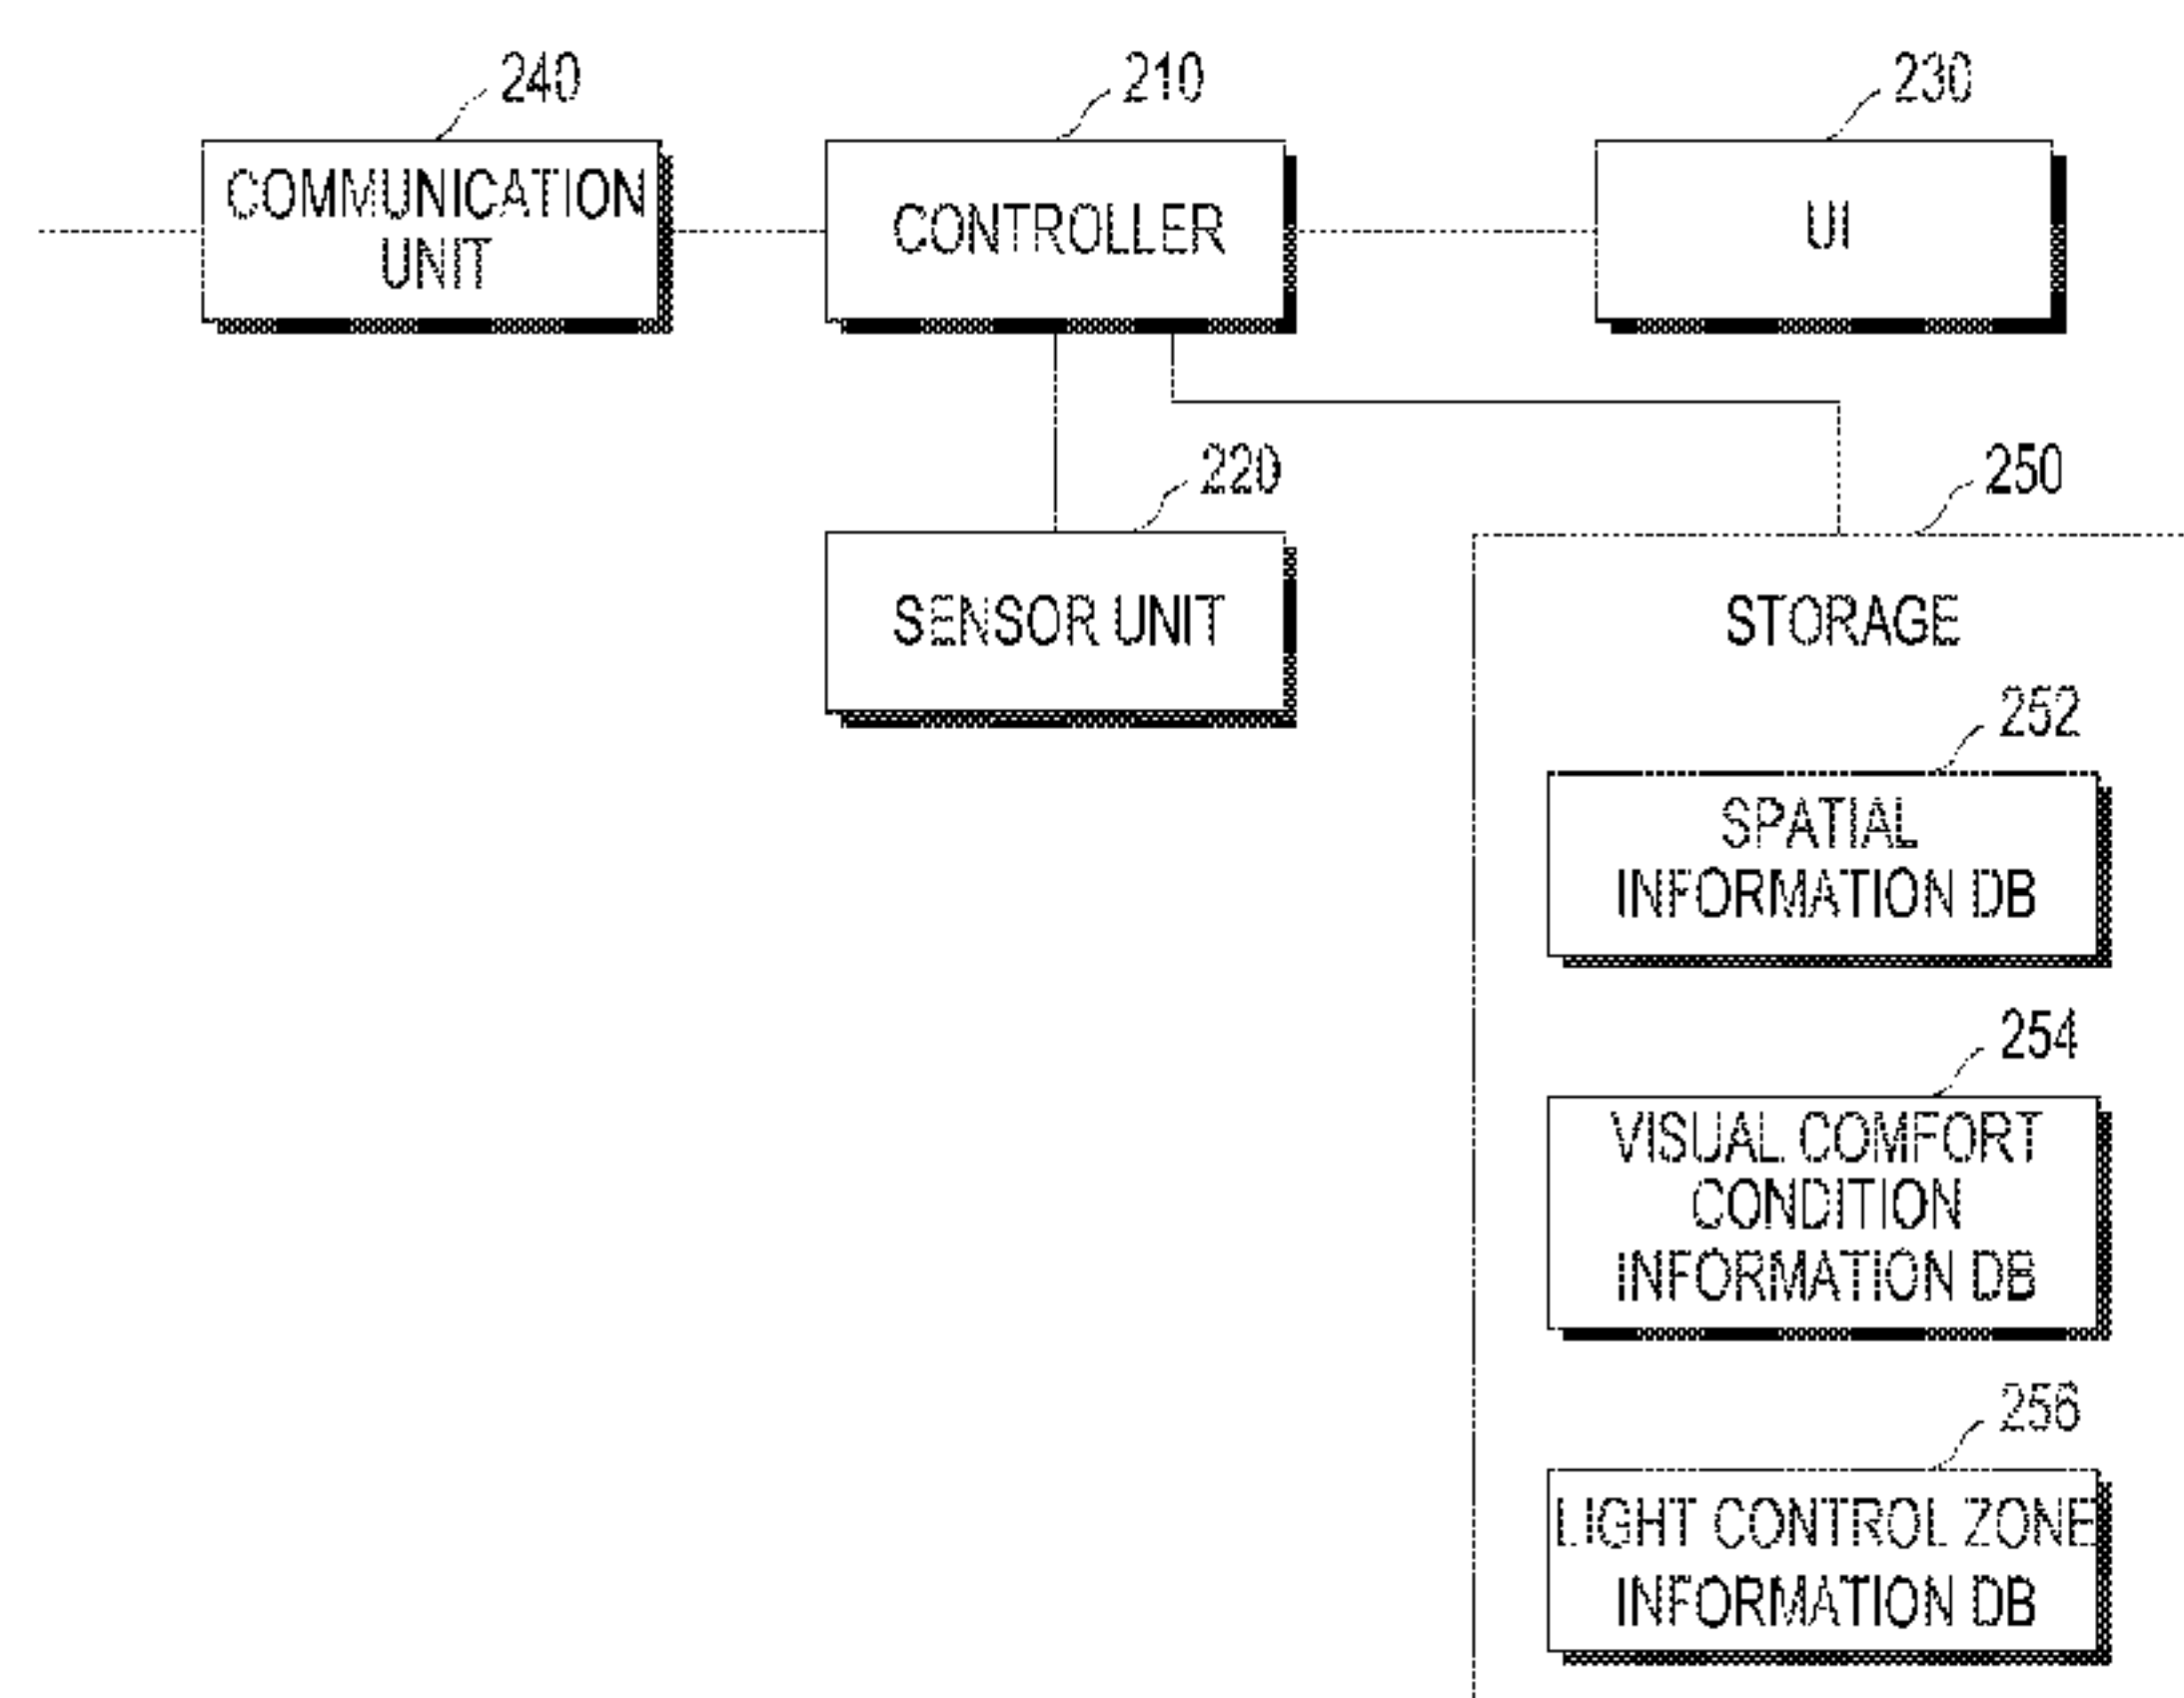 240
210
230
COMMUNICATION
UNIT
CONTROLLER
UI
220
250
SENSOR UNIT
STORAGE
252
SPATIAL
INFORMATION DB
254
VISUAL COMFORT
CONDITION
INFORMATION DB
256
LIGHT CONTROL ZONE
INFORMATION DB